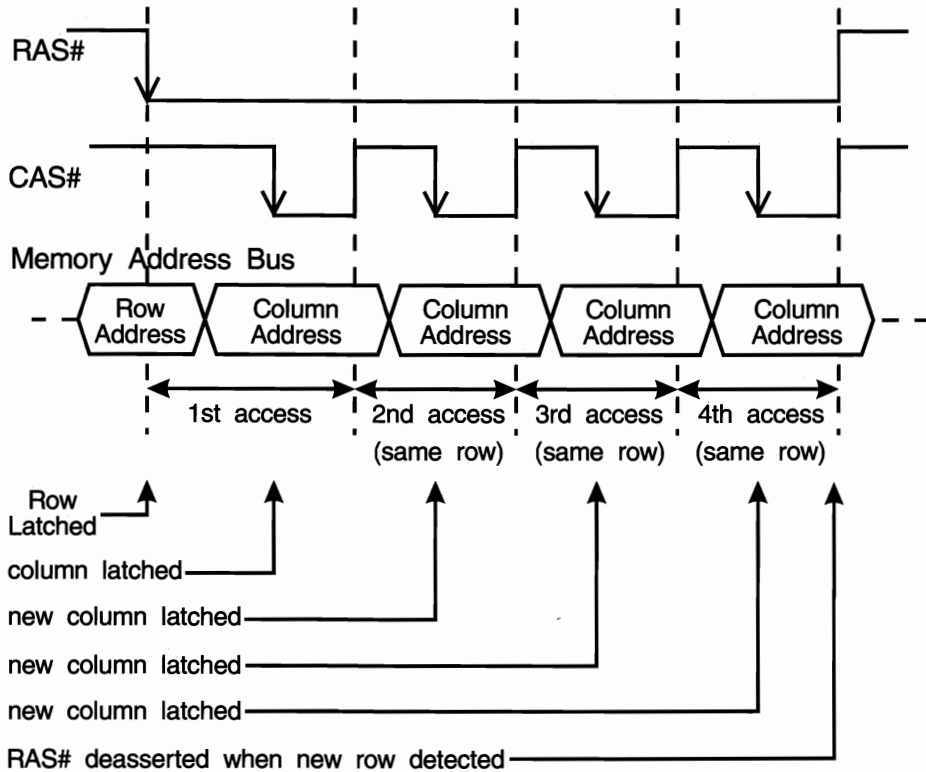 RAS#
CAS#
Memory Address Bus
Row
Address
Column
Address
Column
Address
Column
Address
Column
Address
1st access
2nd access
(same row)
3rd access
(same row)
4th access
(same row)
Row
Latched
column latched
new column latched
new column latched
new column latched
RAS# deasserted when new row detected